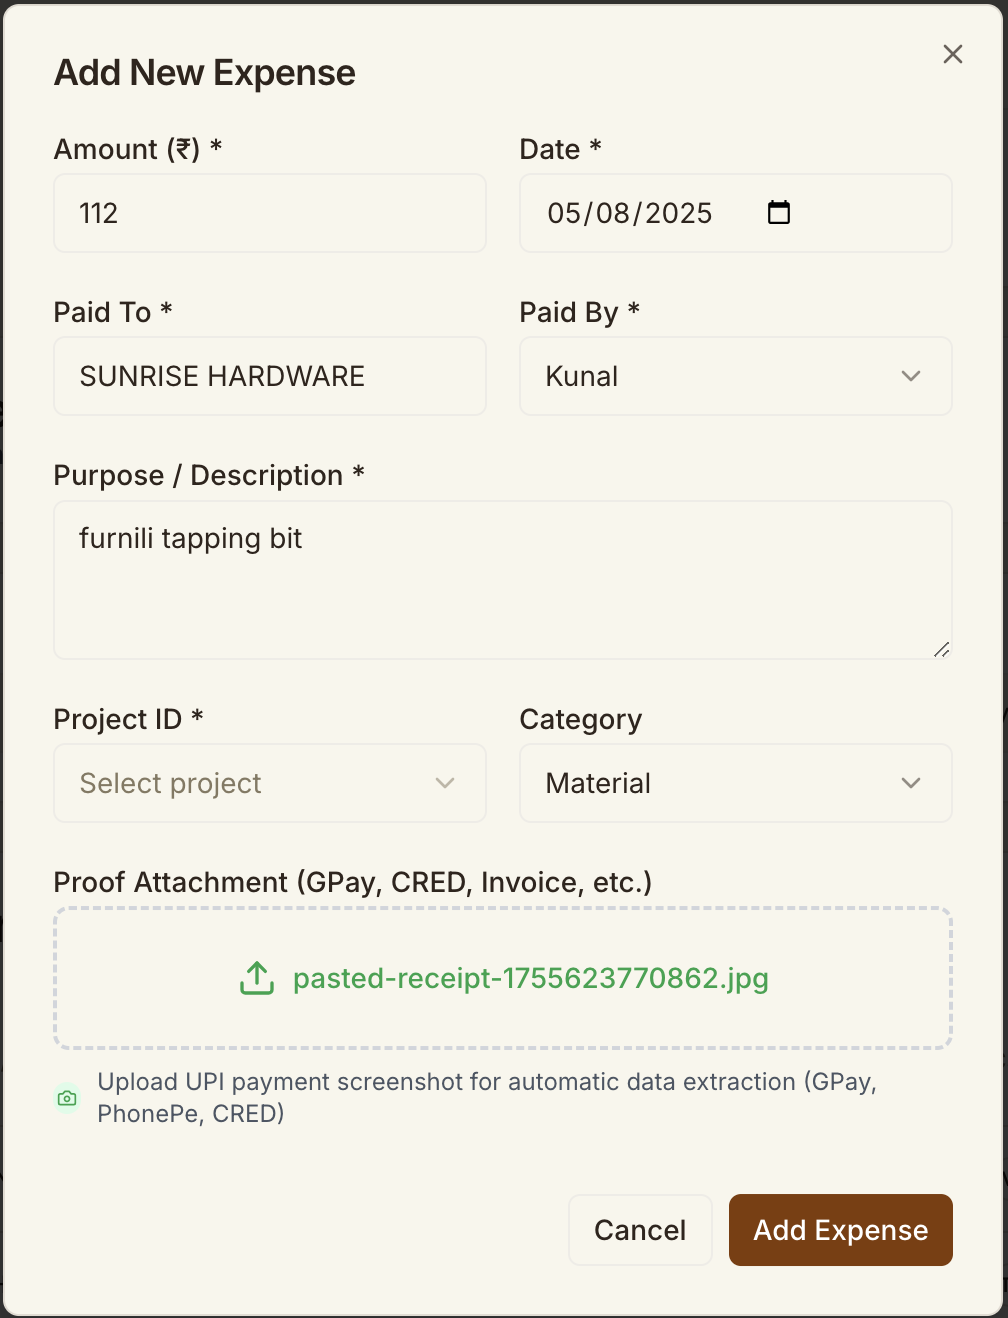 Add New Expense
Amount (₹) *
Date *
112
05/08/2025
Paid To *
Paid By *
SUNRISE HARDWARE
Kunal
Purpose / Description *
furnili tapping bit
Project ID *
Category
Select project
Material
Proof Attachment (GPay, CRED, Invoice, etc.)
pasted-receipt-1755623770862.jpg
Upload UPI payment screenshot for automatic data extraction (GPay,
PhonePe, CRED)
Cancel
Add Expense